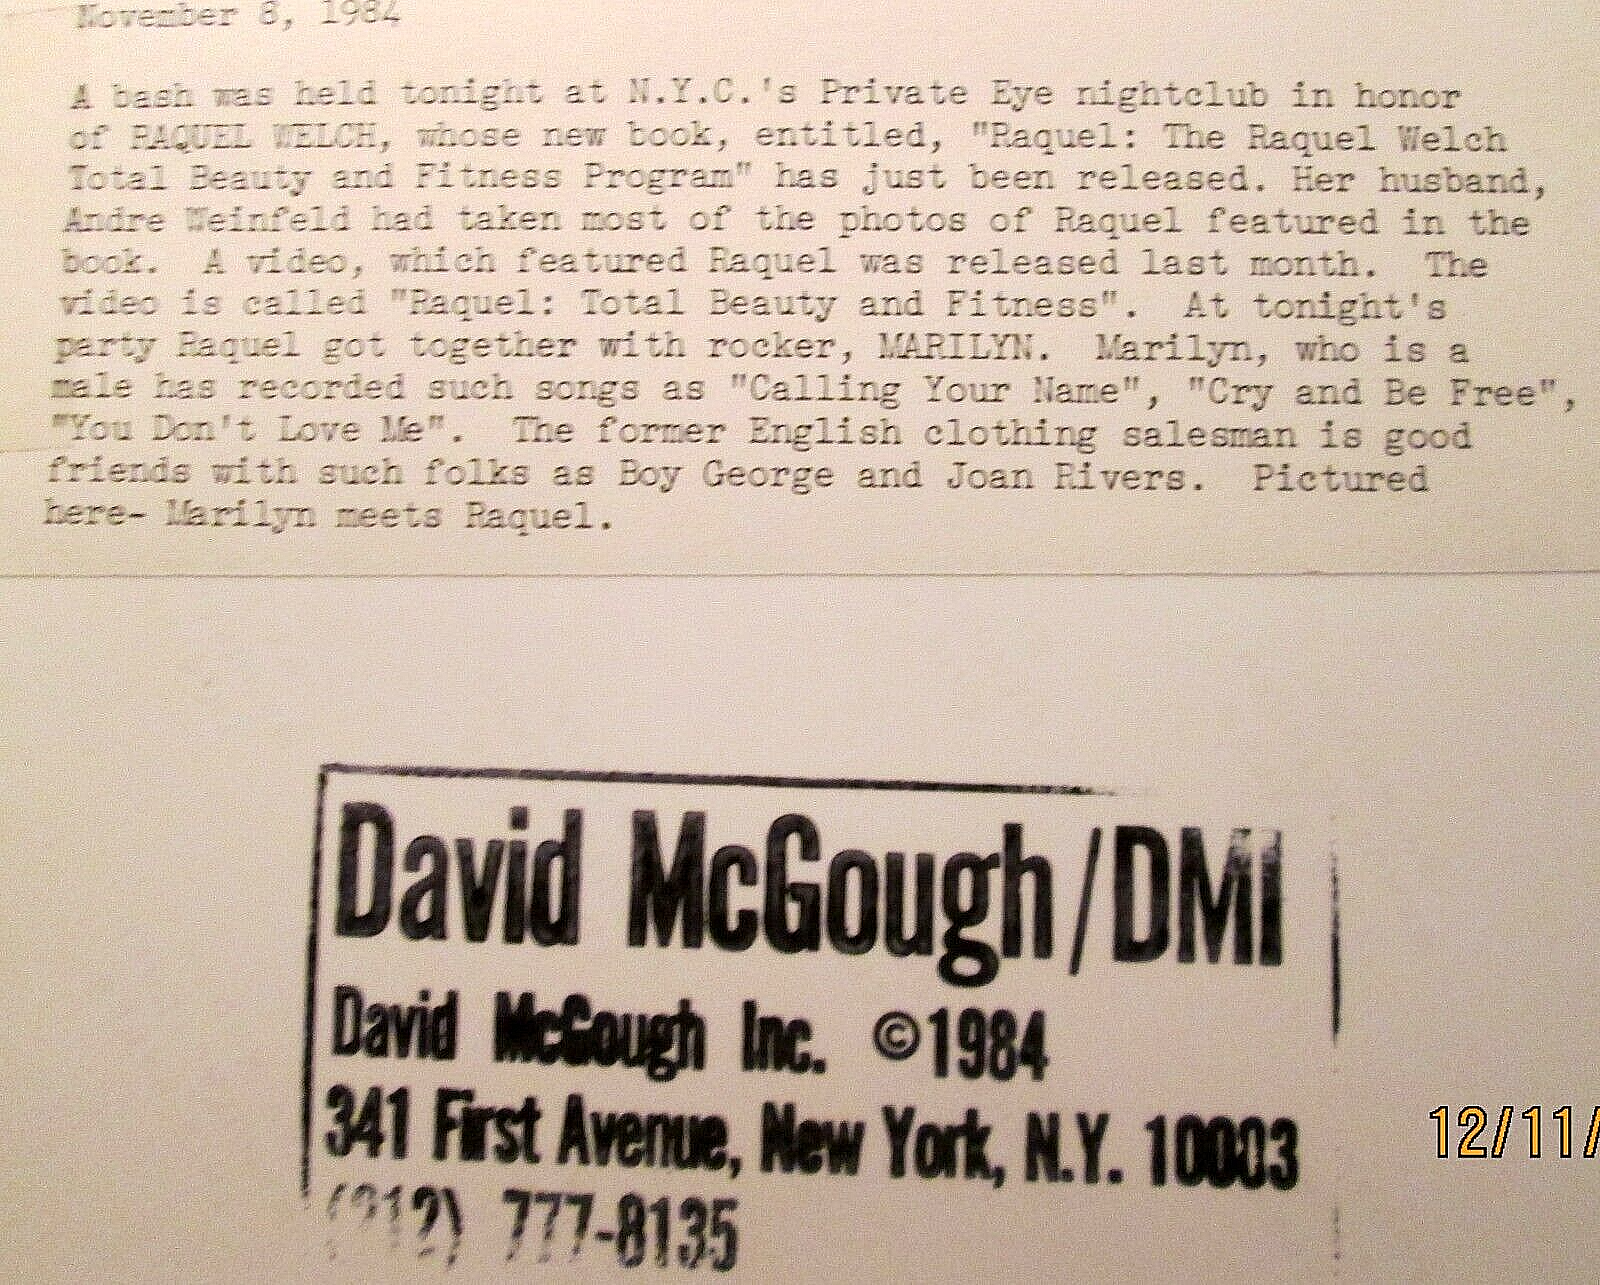 November 8, 1984
A bash was held tonight at N.Y.C.'s Private Eye nightclub in honor
of RAQUEL WELCH, whose new book, entitled, "Raquel: The Raquel Welch
Total Beauty and Fitness Program" has just been released. Her husband,
Andre Weinfeld had taken most of the photos of Raquel featured in the
book.  A video, which featured Raquel was released last month.  The
video is called "Raquel: Total Beauty and Fitness".  At tonight's
party Raquel got together with rocker, MARILYN.  Marilyn, who is a
male has recorded such songs as "Calling Your Name", "Cry and Be Free",
"You Don't Love Me".  The former English clothing salesman is good
friends with such folks as Boy George and Joan Rivers.  Pictured
here- Marilyn meets Raquel.
David McGough/DMI
David McGough Inc. ©1984
341 First Avenue, New York, N.Y. 10003
(212) 777-8135
12/11/